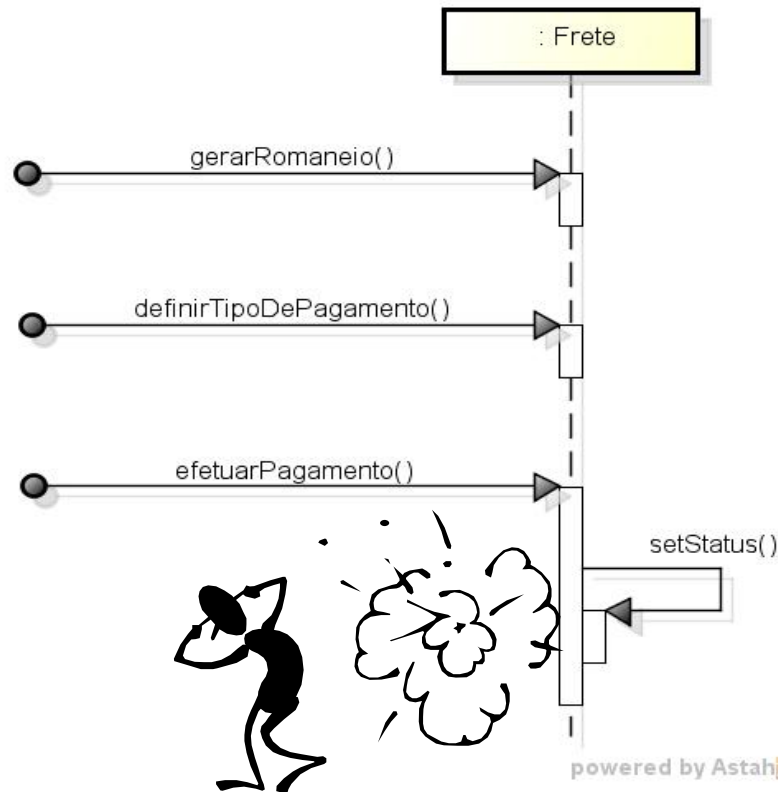 : Frete
gerarRomaneio()
definirTipoDePagamento()
efetuarPagamento()
setStatus()
powered by Astah